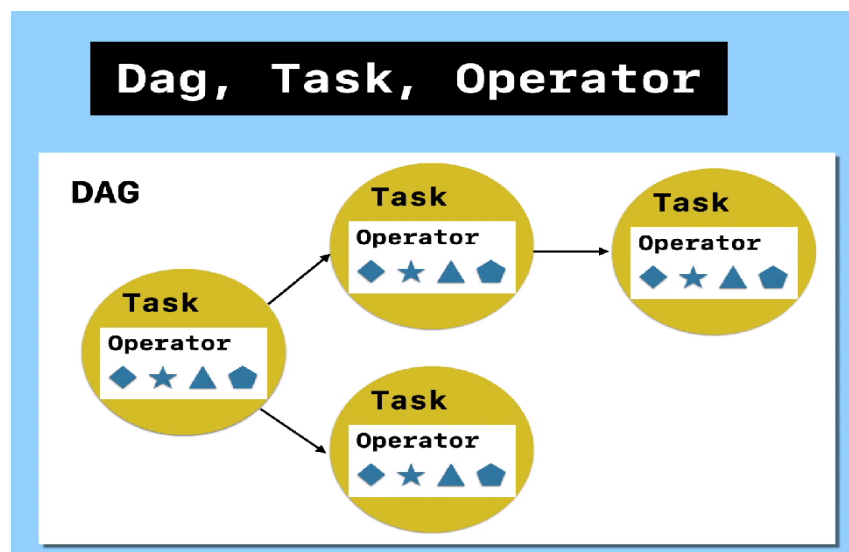 Dag, Task, Operator
DAG
Task
Operator
Task
Operator
Task
Operator
Task
Operator